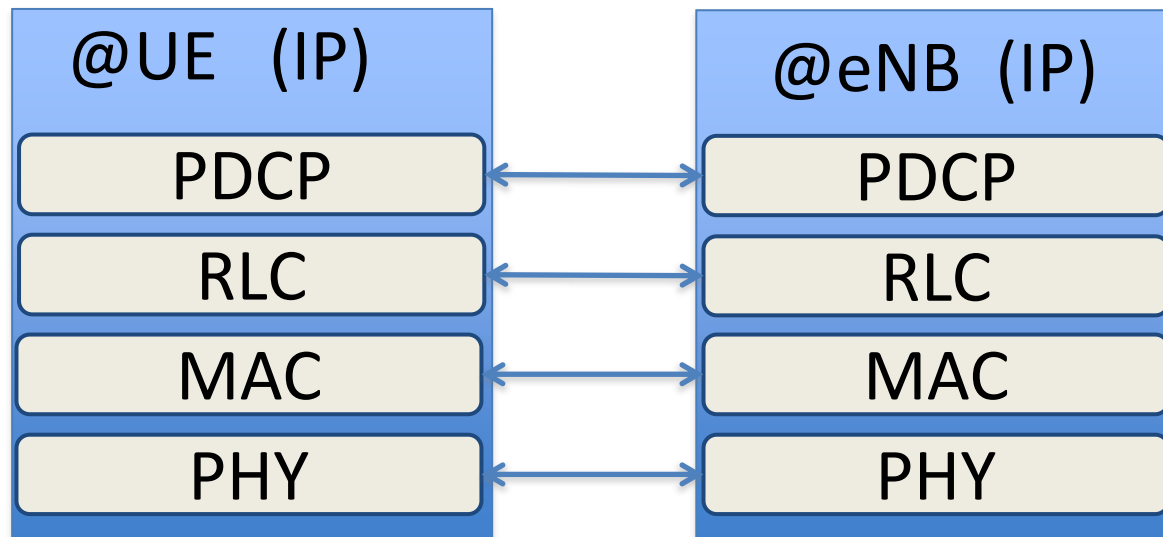 @UE (IP)
PDCP
RLC
MAC
PHY
@eNB (IP)
PDCP
RLC
MAC
PHY